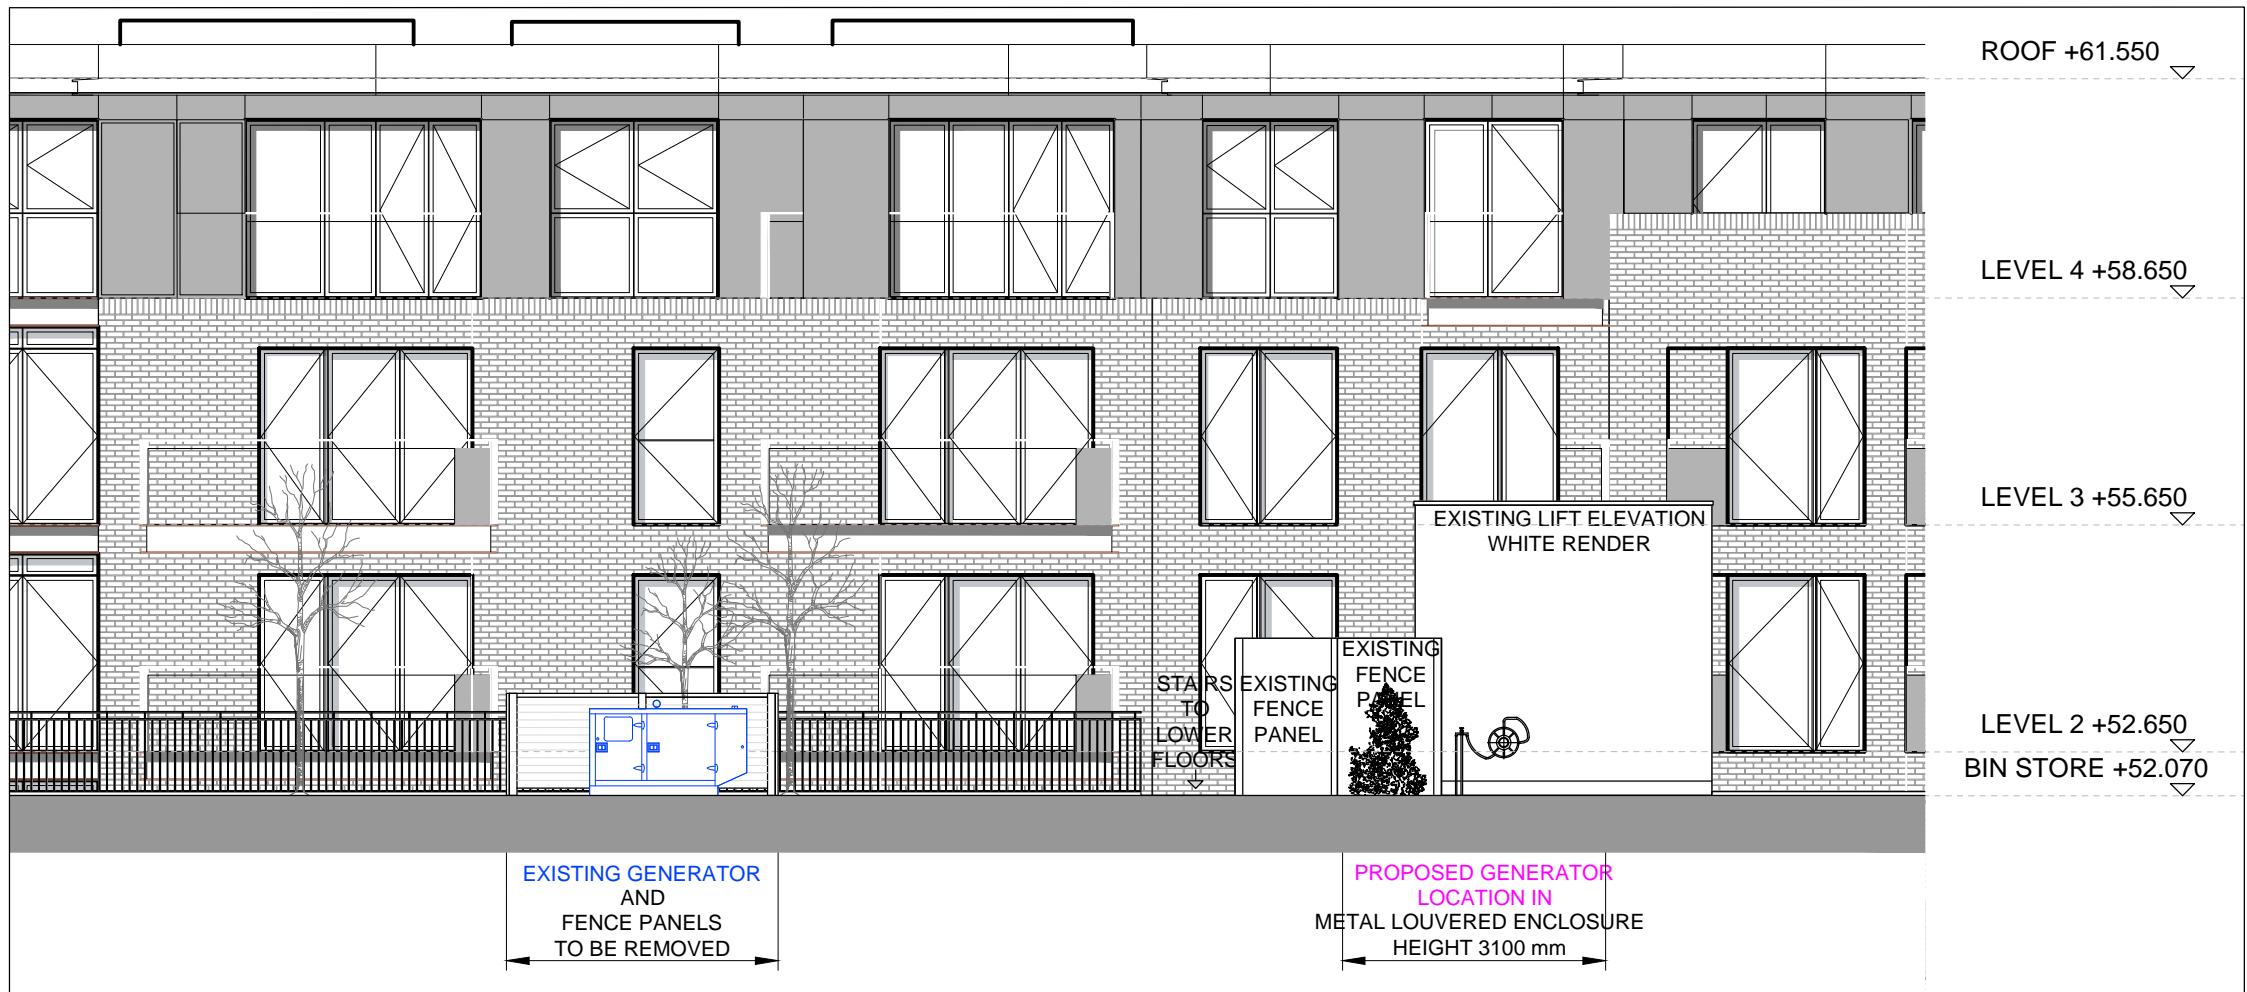 ROOF +61.550
LEVEL 4 +58.650
LEVEL 3 +55.650
EXISTING LIFT ELEVATION
WHITE RENDER
EXISTING
FENCE
PANEL
STAIRS
TO
LOWER
FLOORS
EXISTING
FENCE
PANEL
LEVEL 2 +52.650
BIN STORE +52.070
EXISTING GENERATOR
AND
FENCE PANELS
TO BE REMOVED
PROPOSED GENERATOR
LOCATION IN
METAL LOUVERED ENCLOSURE
HEIGHT 3100 mm